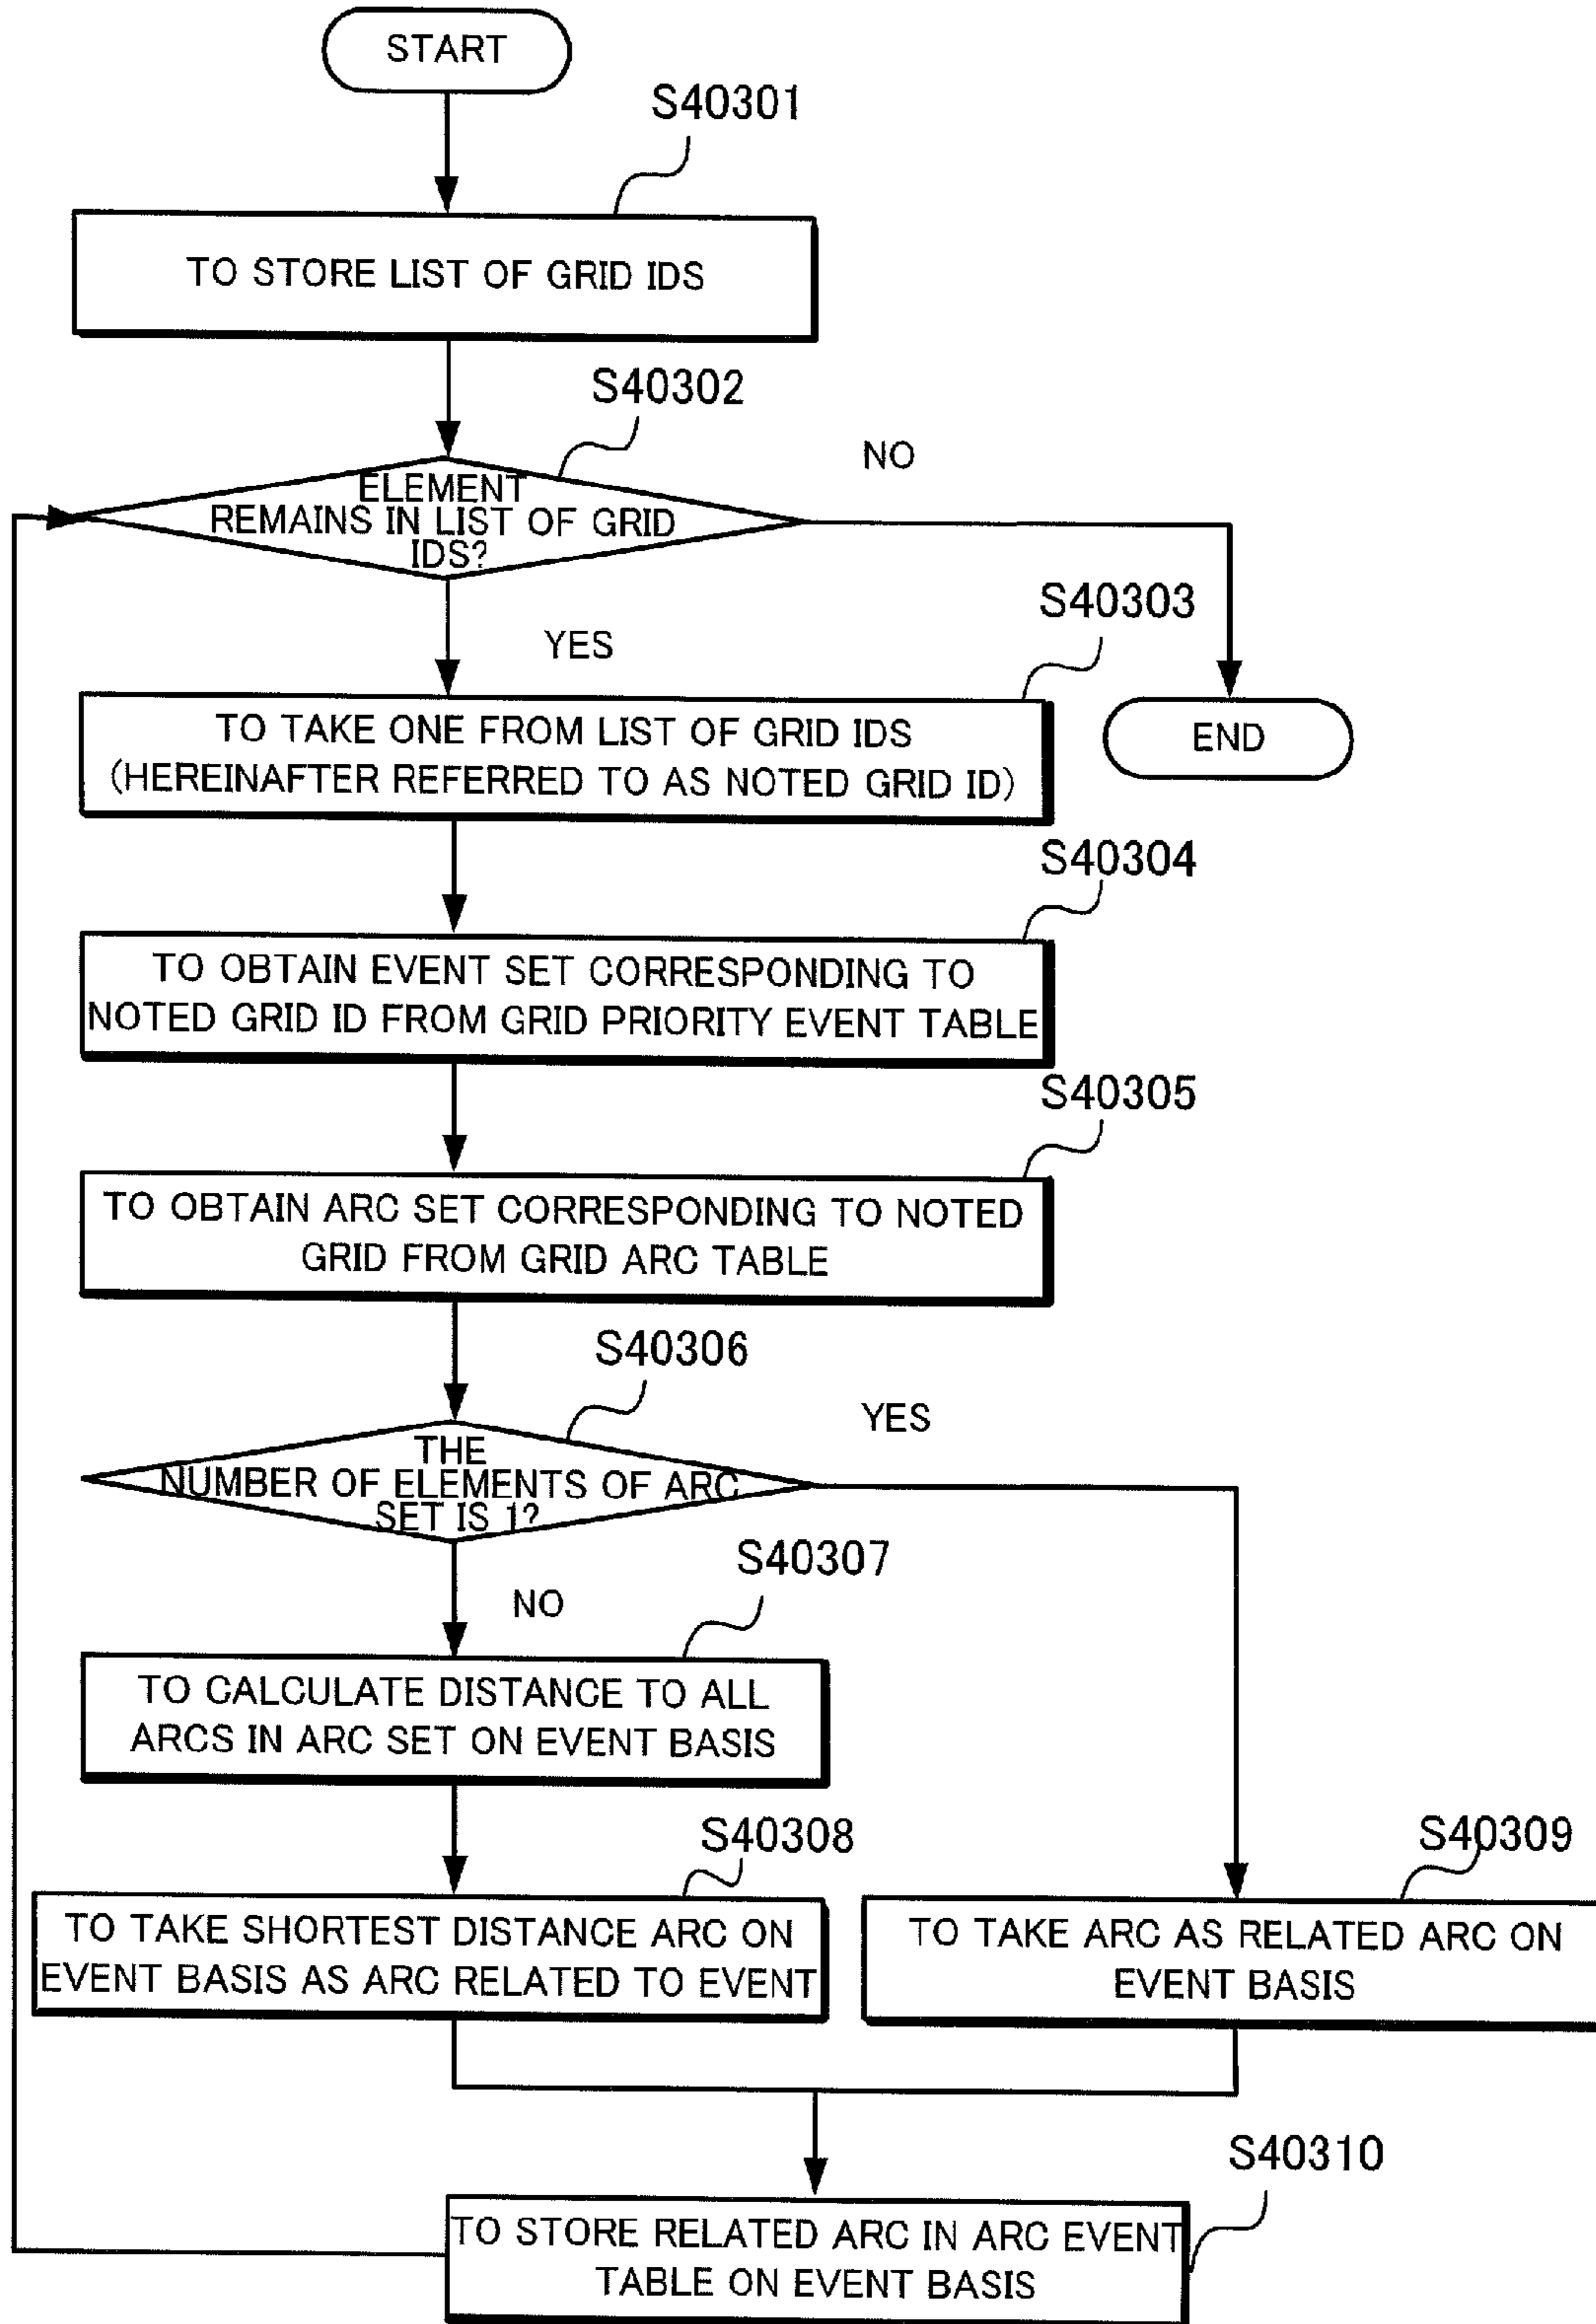 START
S40301
TO STORE LIST OF GRID IDS
S40302
NO
ELEMENT
REMAINS IN LIST OF GRID
IDS?
S40303
YES
TO TAKE ONE FROM LIST OF GRID IDS
(HEREINAFTER REFERRED TO AS NOTED GRID ID)
END
S40304
TO OBTAIN EVENT SET CORRESPONDING TO
NOTED GRID ID FROM GRID PRIORITY EVENT TABLE
S40305
TO OBTAIN ARC SET CORRESPONDING TO NOTED
GRID FROM GRID ARC TABLE
S40306
YES
THE
NUMBER OF ELEMENTS OF ARC
SET IS 1?
S40307
NO
TO CALCULATE DISTANCE TO ALL
ARCS IN ARC SET ON EVENT BASIS
S40308
S40309
TO TAKE SHORTEST DISTANCE ARC ON
EVENT BASIS AS ARC RELATED TO EVENT
TO TAKE ARC AS RELATED ARC ON
EVENT BASIS
S40310
TO STORE RELATED ARC IN ARC EVENT
TABLE ON EVENT BASIS